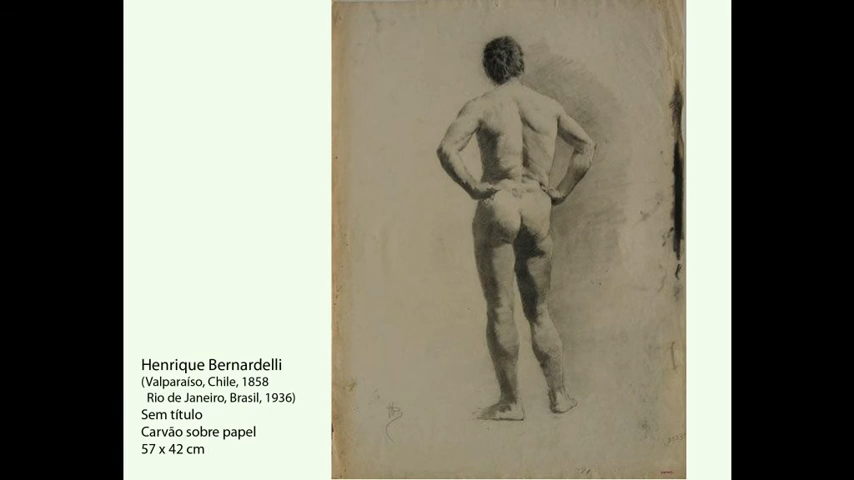 Henrique Bernardelli
(Valparaíso, Chile, 1858
Rio de Janeiro, Brasil, 1936)
Sem título
Carvão sobre papel
57 x 42 cm